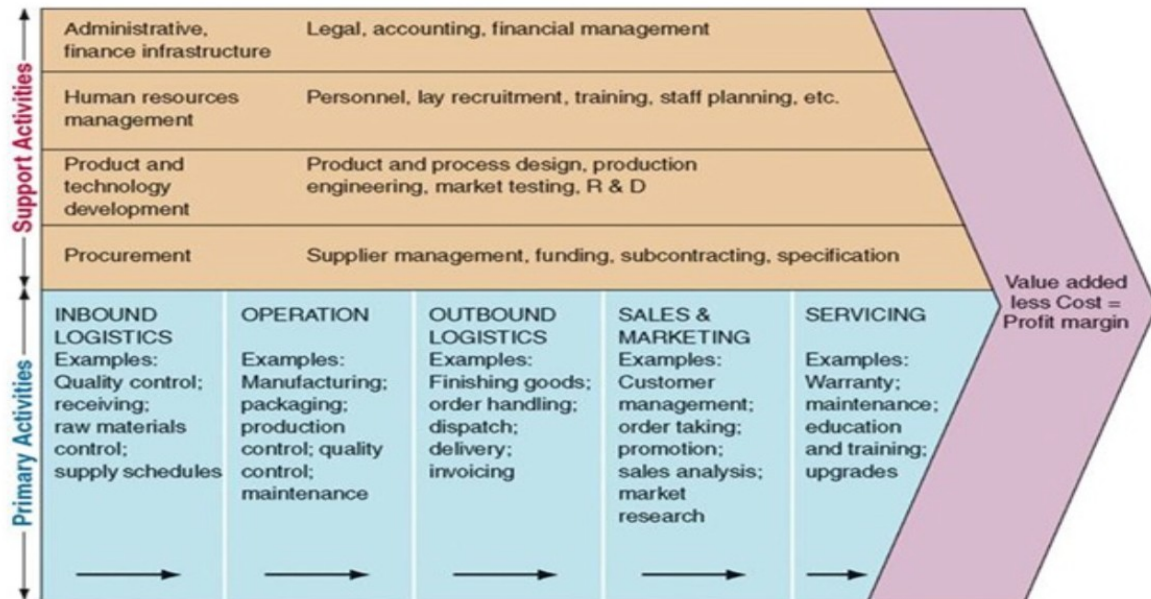 Support Activities
Administrative,
finance infrastructure
Legal, accounting, financial management
Human resources
management
Personnel, lay recruitment, training, staff planning, etc.
Product and
technology
development
Product and process design, production
engineering, market testing, R & D
Procurement
Supplier management, funding, subcontracting, specification
Primary Activities
INBOUND
LOGISTICS
Examples:
Quality control;
receiving;
raw materials
control;
supply schedules
OPERATION
Examples:
Manufacturing;
packaging;
production
control; quality
control;
maintenance
OUTBOUND
LOGISTICS
Examples:
Finishing goods;
order handling;
dispatch;
delivery;
invoicing
SALES &
MARKETING
Examples:
Customer
management;
order taking;
promotion;
sales analysis;
market
research
SERVICING
Examples:
Warranty;
maintenance;
education
and training;
upgrades
Value added
less Cost =
Profit margin